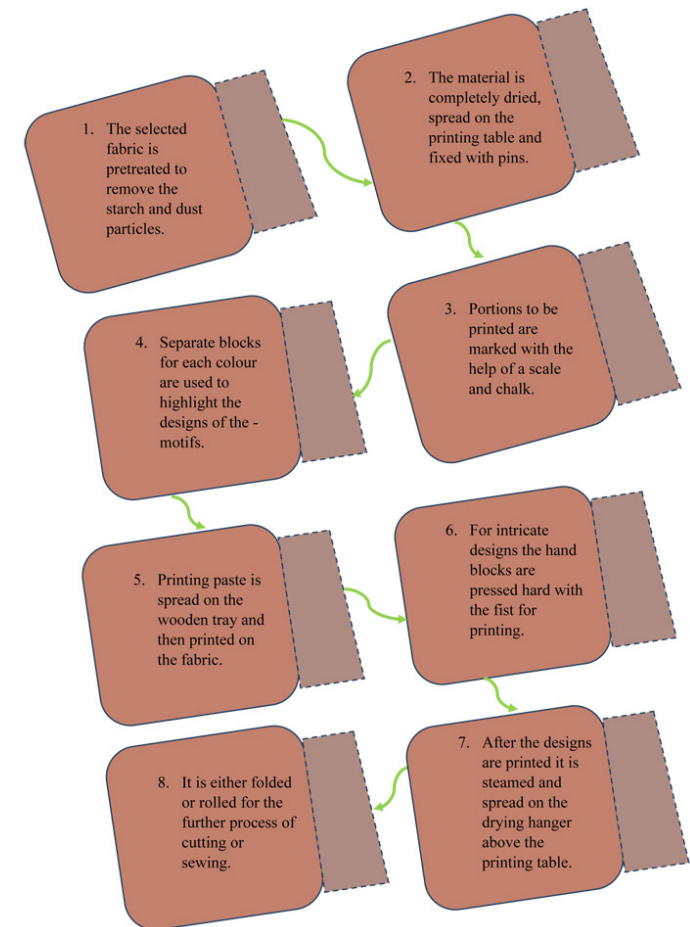 1. The selected
fabric is
pretreated to
remove the
starch and dust
particles.
2. The material is
completely dried,
spread on the
printing table and
fixed with pins.
3. Portions to be
printed are
marked with the
help of a scale
and chalk.
4. Separate blocks
for each colour
are used to
highlight the
designs of the -
motifs.
5. Printing paste is
spread on the
wooden tray and
then printed on
the fabric.
6. For intricate
designs the hand
blocks are
pressed hard with
the fist for
printing.
7. After the designs
are printed it is
steamed and
spread on the
drying hanger
above the
printing table.
8. It is either folded
or rolled for the
further process of
cutting or
sewing.